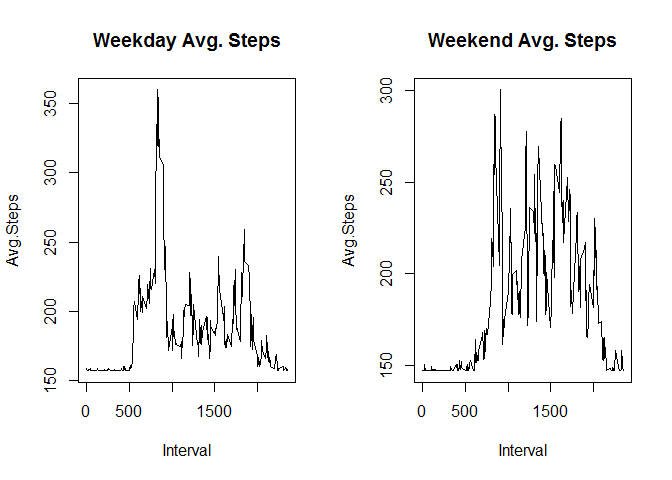 Weekday Avg. Steps
Avg.Steps
350
300
250
200
150
0 500 1500
Interval
Weekend Avg. Steps
Avg.Steps
300
250
200
150
0 500 1500
Interval